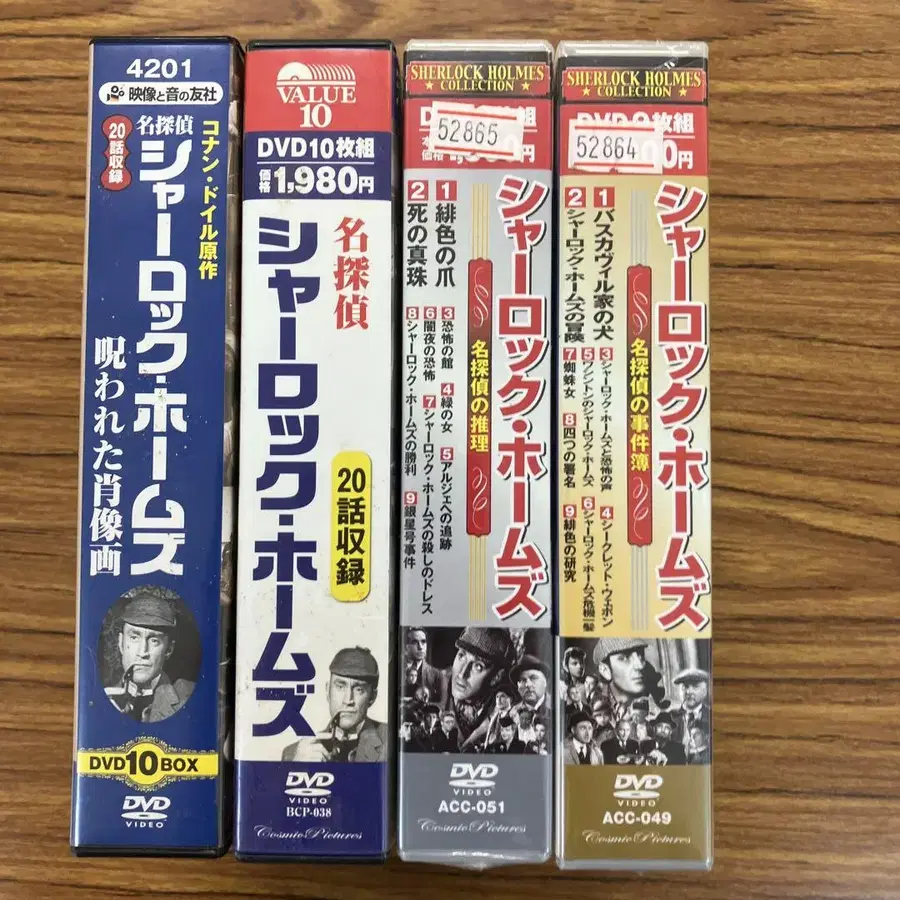 4201
映像と音の友社
20話収録
名探偵
コナン・ドイル原作
シャーロック・ホームズ
呪われた肖像画
DVD10BOX
DVD
VIDEO
VALUE
10
DVD10枚組
価格1,980円
名探偵
シャーロック・ホームズ
20話収録
DVD
VIDEO
BCP-038
Cosmic Pictures
SHERLOCK HOLMES
★ COLLECTION ★
52865
シャーロック・ホームズ
名探偵の推理
1 緋色の爪
2 死の真珠
3 恐怖の館
4 緑の女
5 アルジェへの追跡
6 闇夜の恐怖
7 シャーロック・ホームズの殺しのドレス
8 シャーロック・ホームズの勝利
9 銀星号事件
DVD
VIDEO
ACC-051
Cosmic Pictures
SHERLOCK HOLMES
★ COLLECTION ★
DVD9枚組
52864
シャーロック・ホームズ
名探偵の事件簿
1 バスカヴィル家の犬
2 シャーロック・ホームズの冒険
3 シャーロック・ホームズと恐怖の声
4 シークレット・ウェポン
5 ワシントンのシャーロック・ホームズ
6 シャーロック・ホームズ危機一髪
7 蜘蛛女
8 四つの署名
9 緋色の研究
DVD
VIDEO
ACC-049
Cosmic Pictures